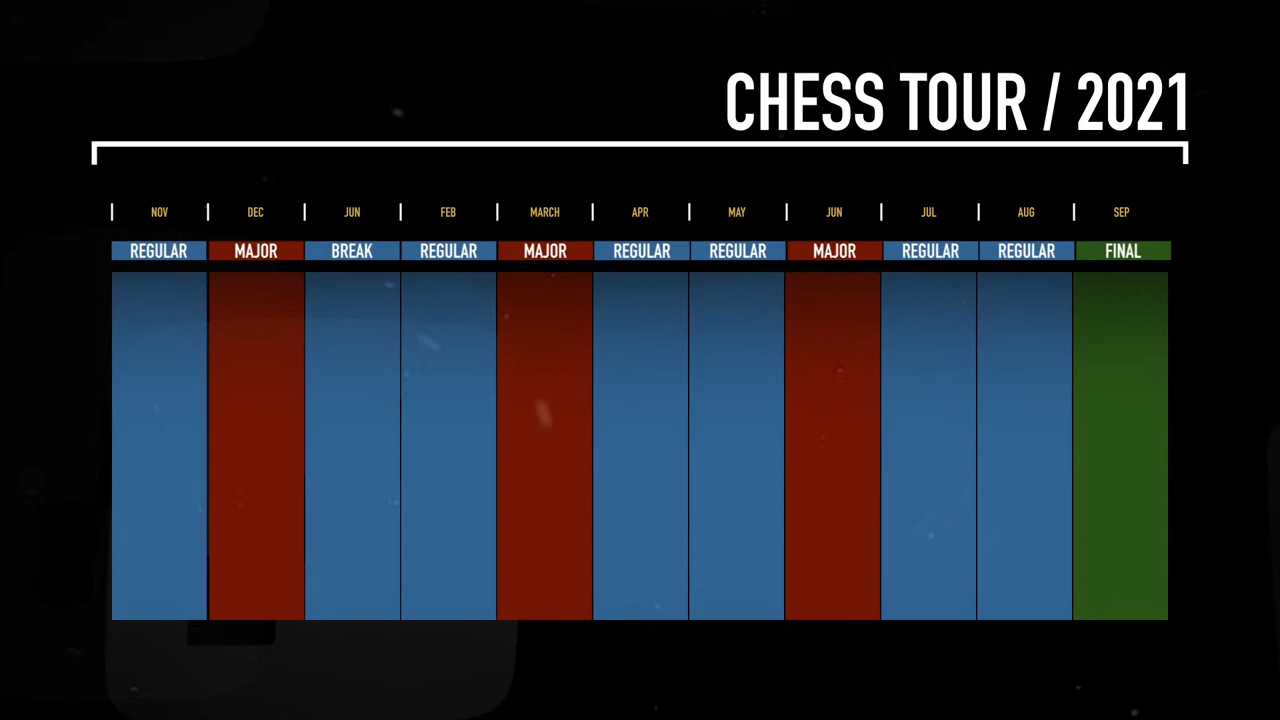 CHESS TOUR / 2021
NOV DEC JUN FEB MARCH APR MAY JUN JUL AUG SEP
REGULAR MAJOR BREAK REGULAR MAJOR REGULAR REGULAR MAJOR REGULAR REGULAR FINAL